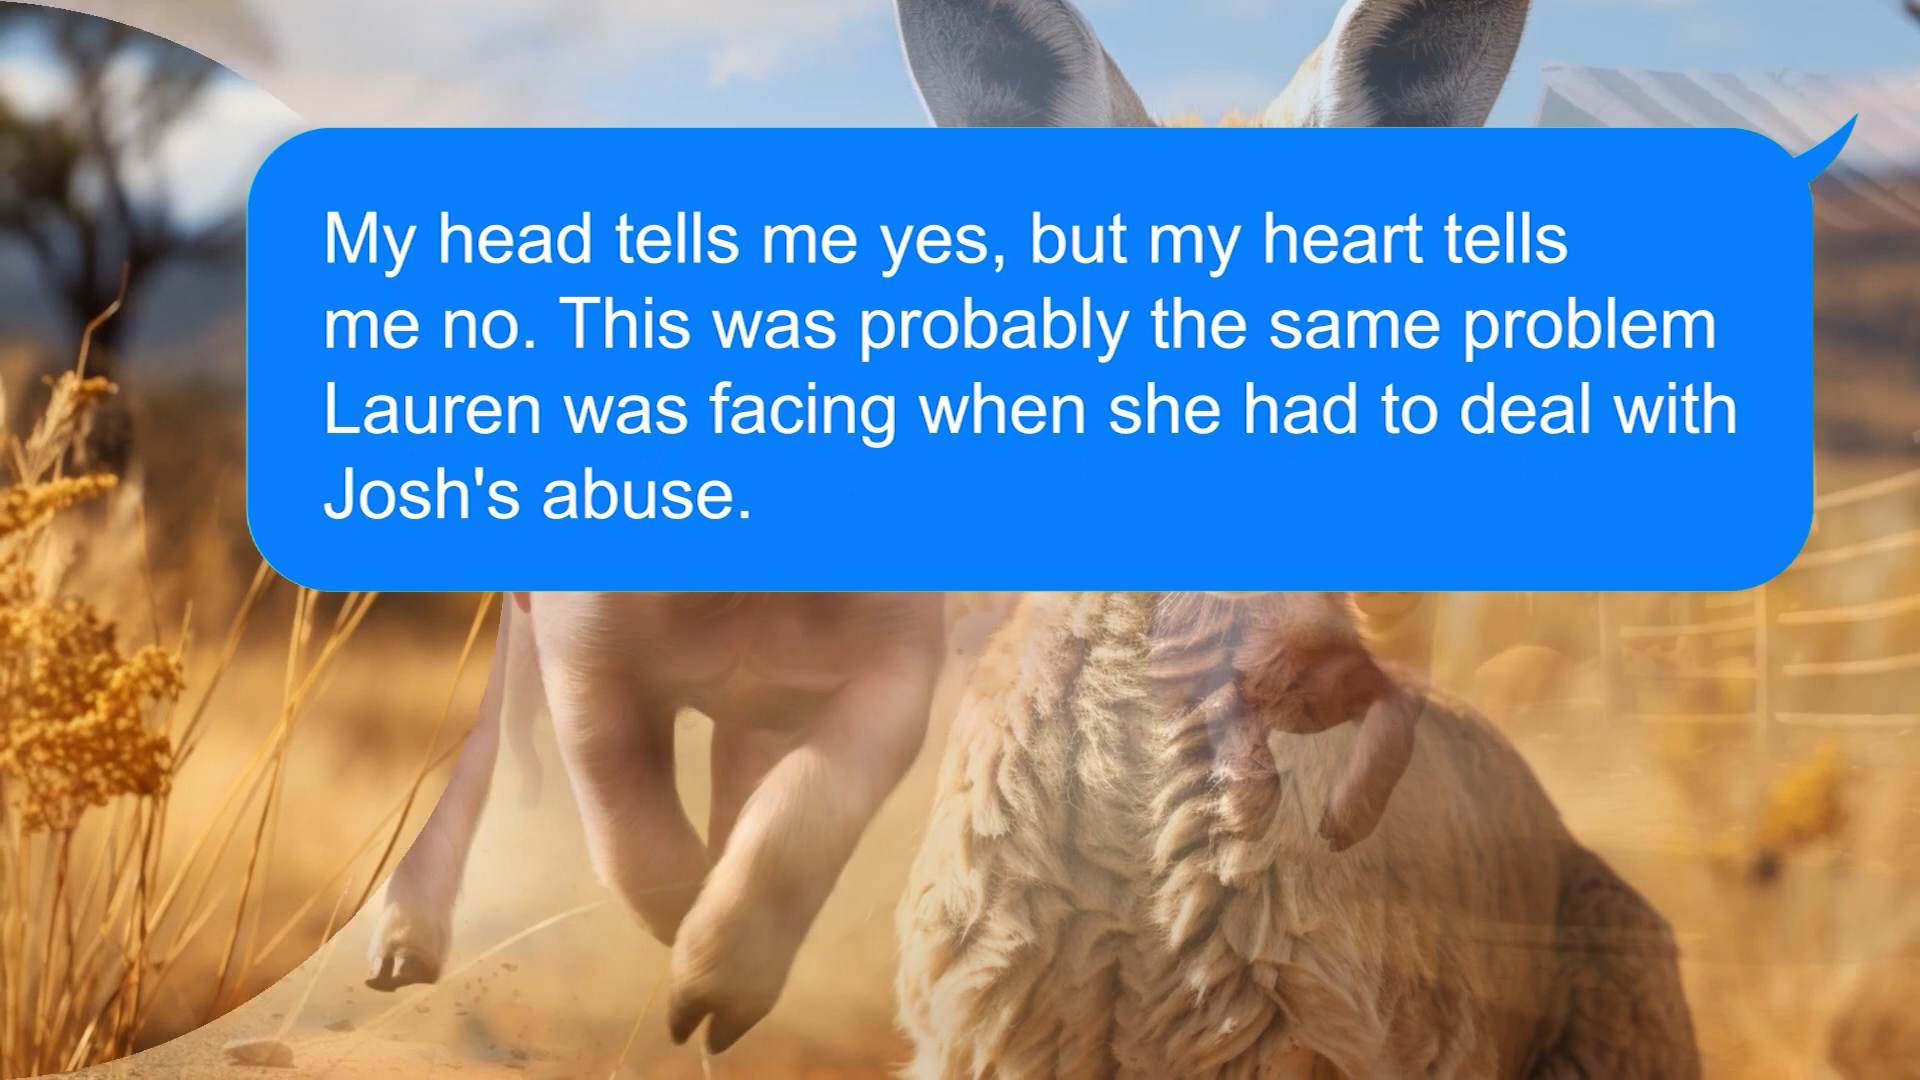 My head tells me yes, but my heart tells
me no. This was probably the same problem
Lauren was facing when she had to deal with
Josh's abuse.